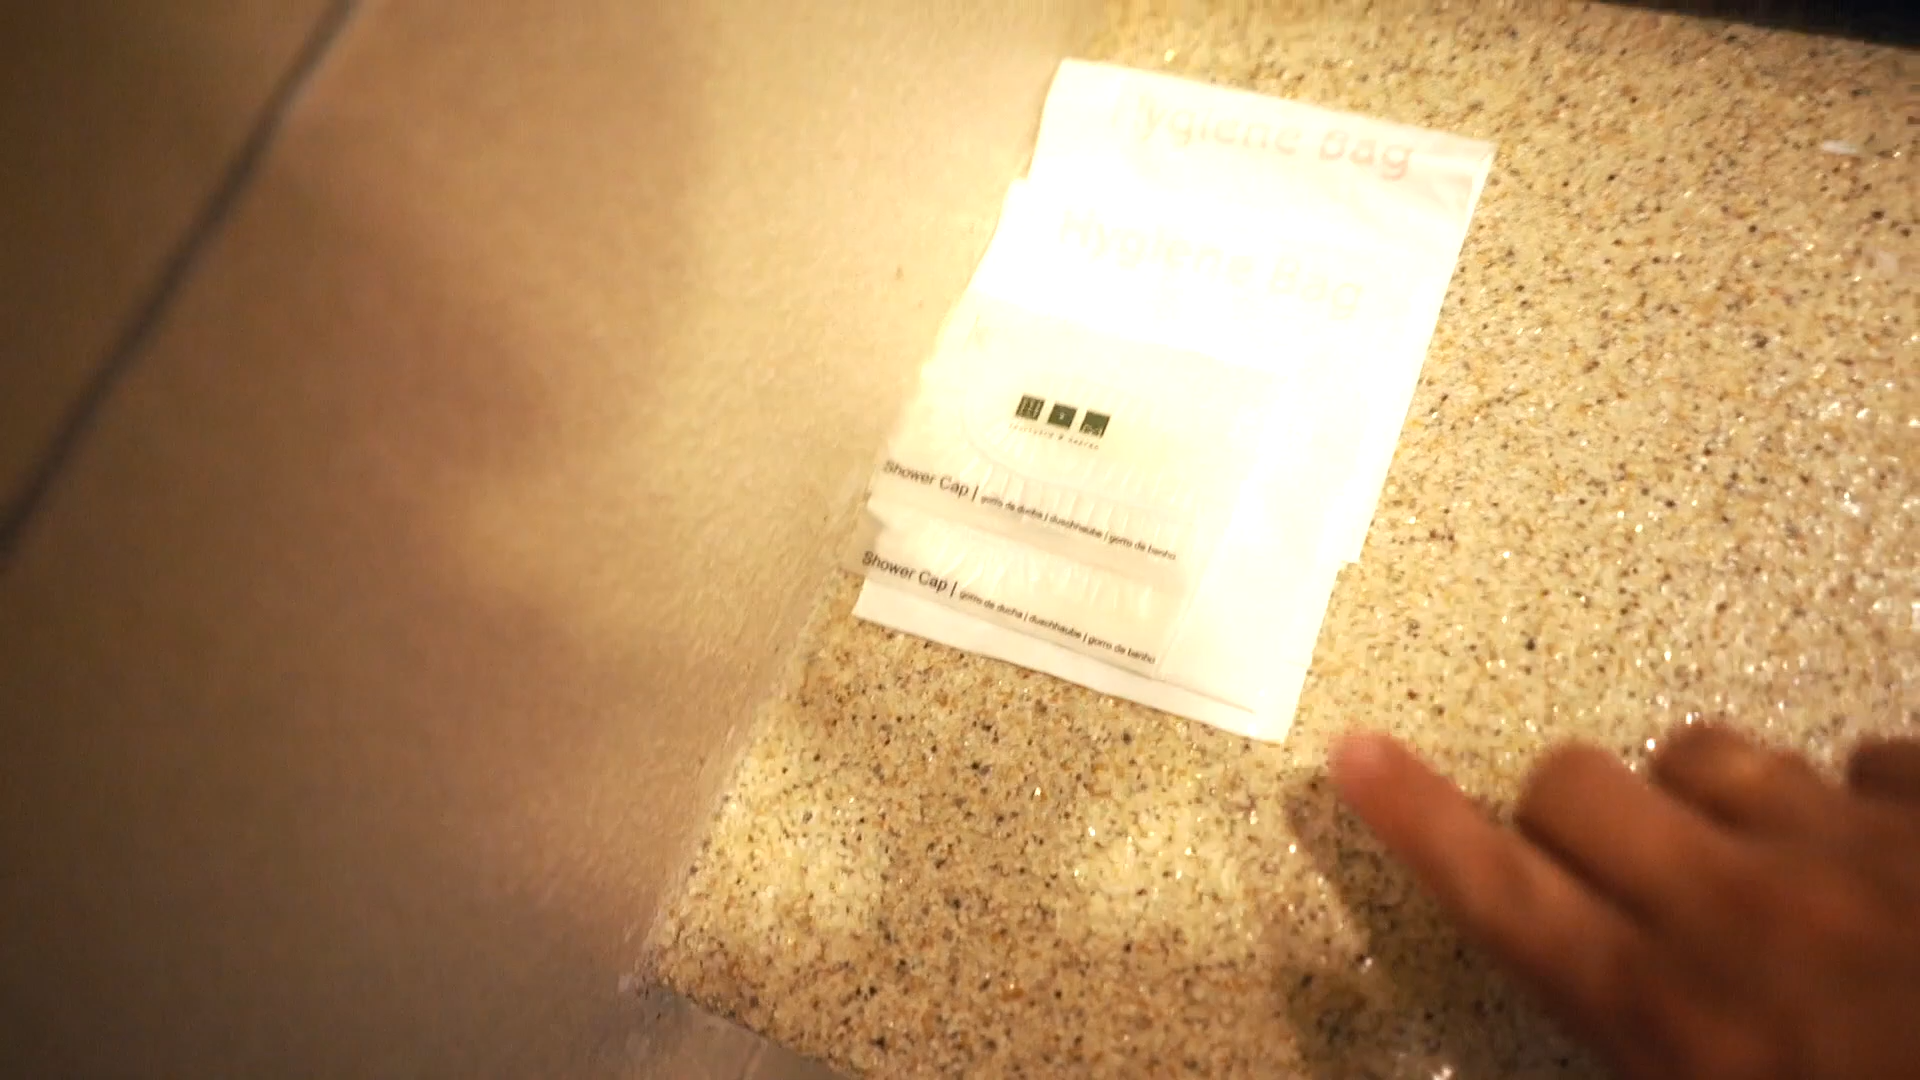 Hygiene Bag
Hygiene Bag
Shower Cap | gorro de ducha | duschhaube | gorro de banho
Shower Cap | gorro de ducha | duschhaube | gorro de banho